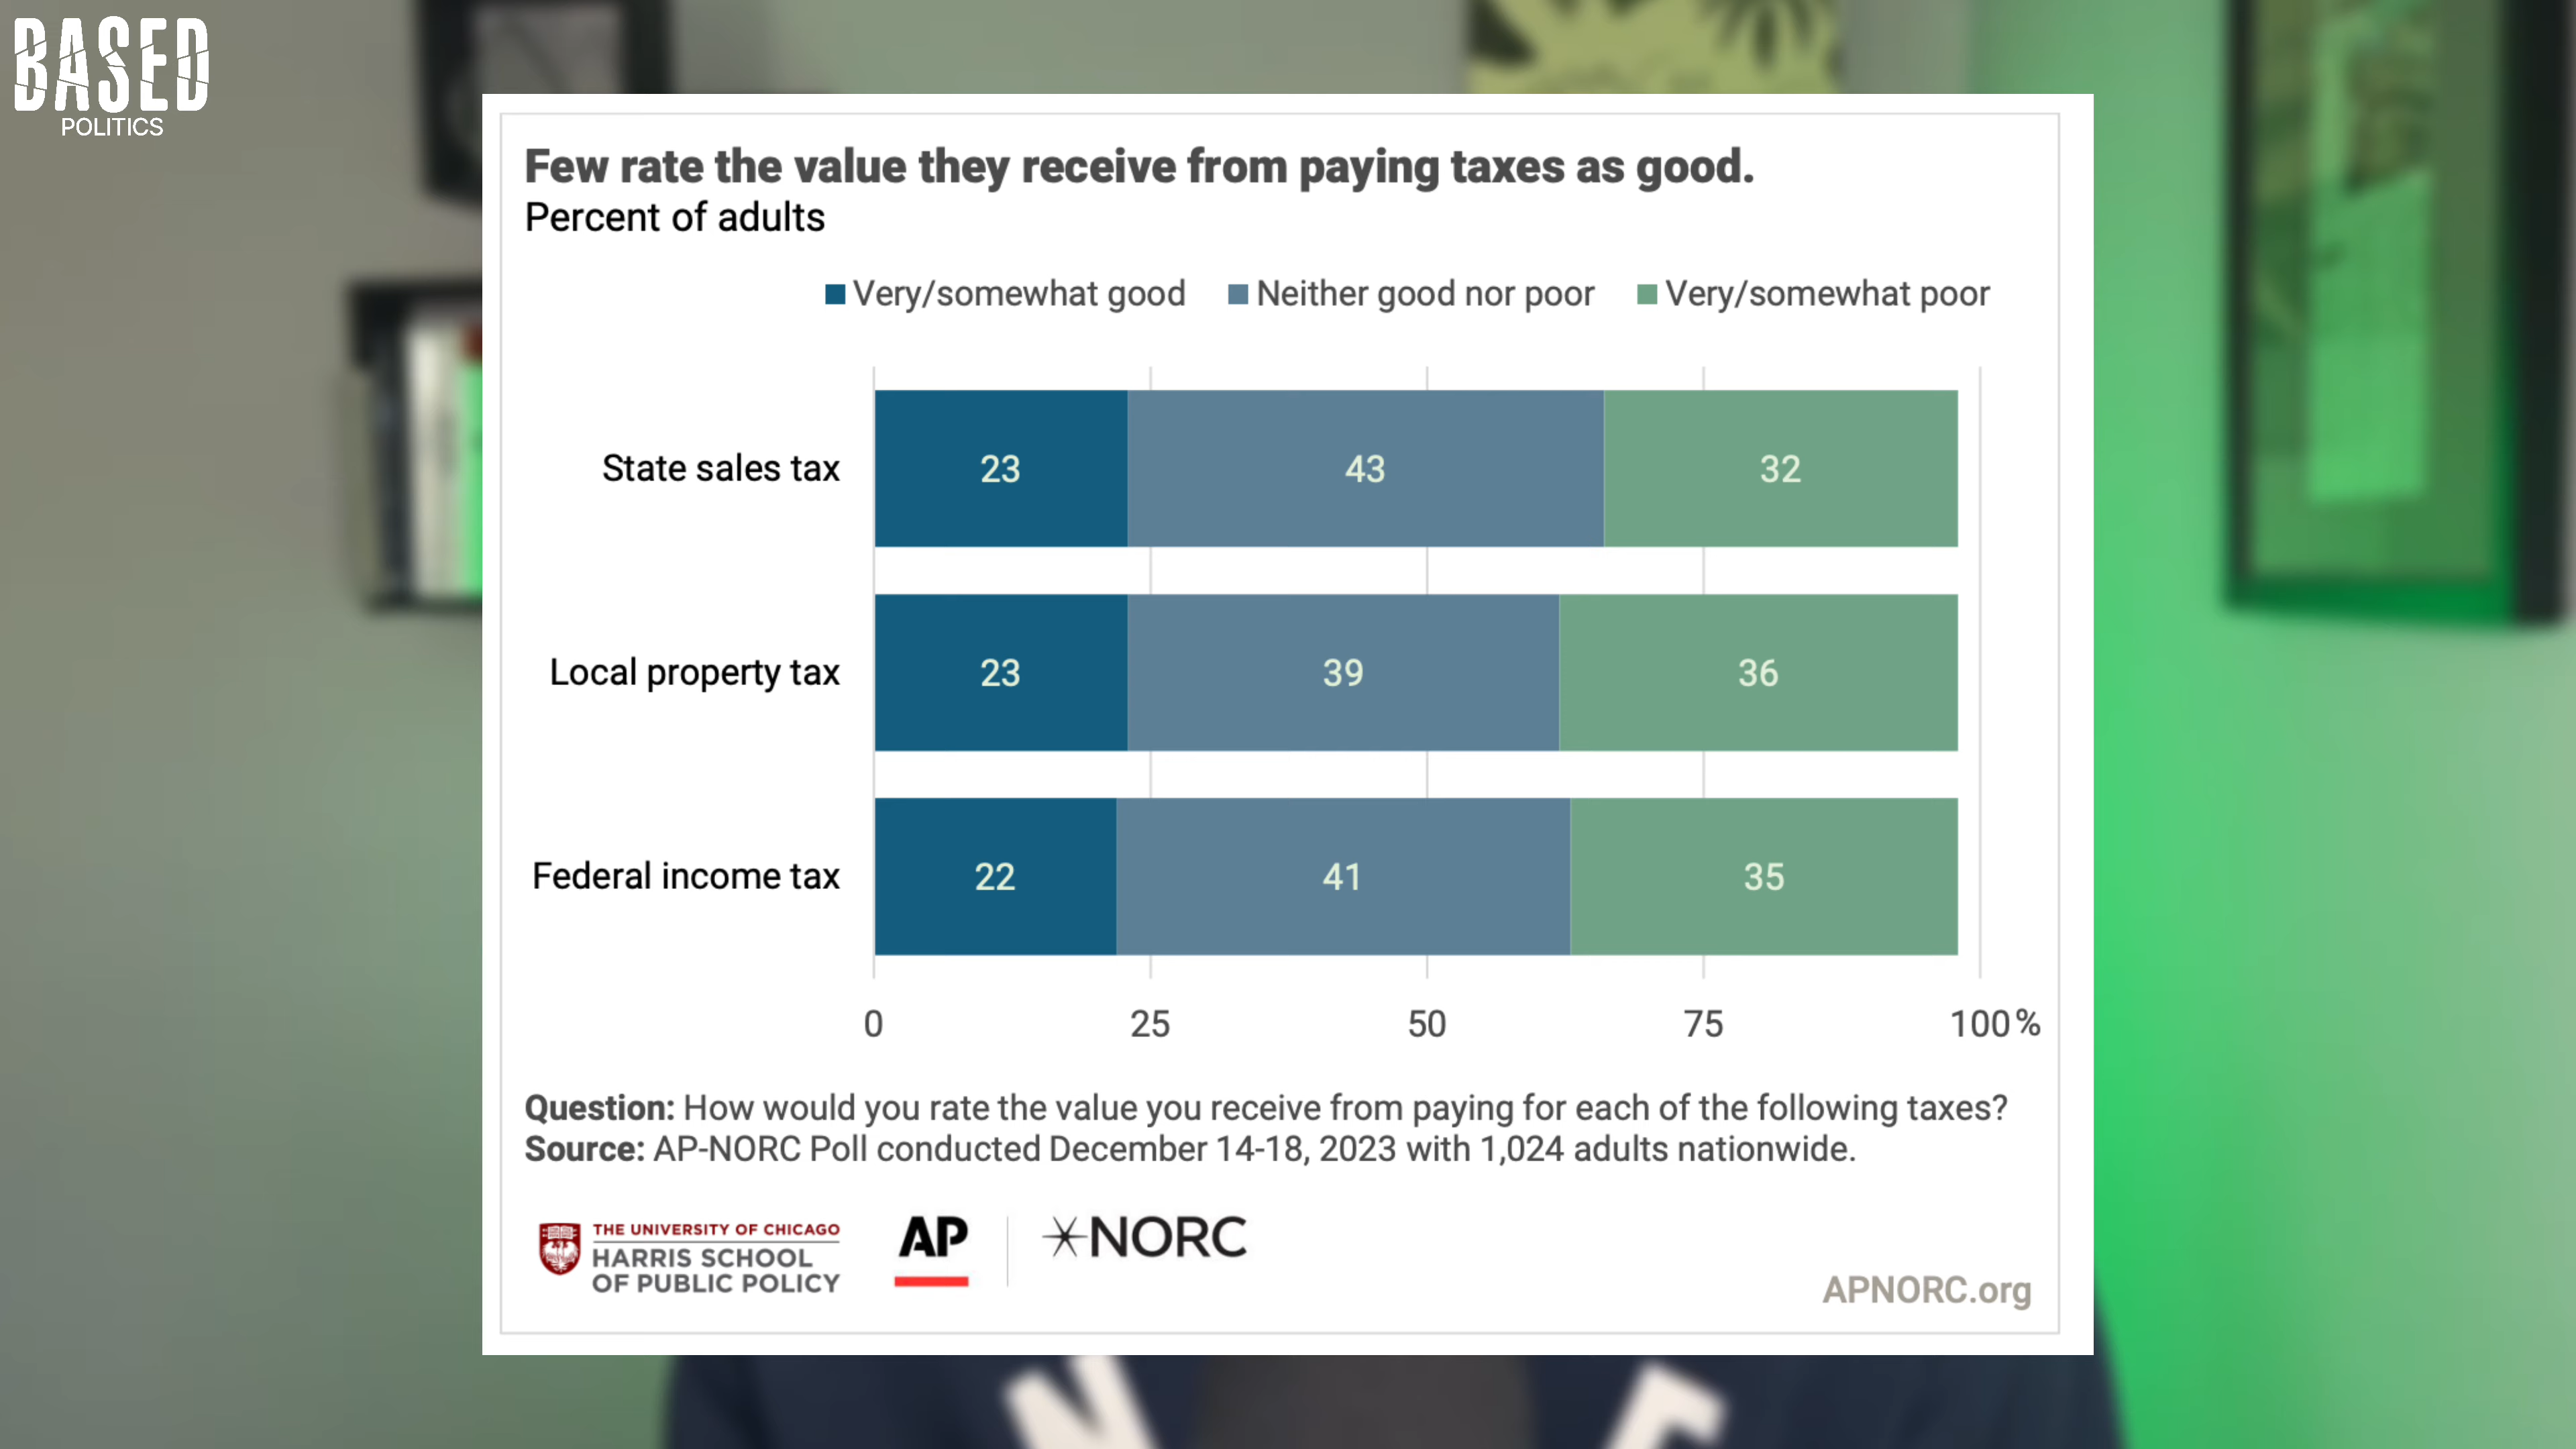 BASED
POLITICS
Few rate the value they receive from paying taxes as good.
Percent of adults
Very/somewhat good Neither good nor poor Very/somewhat poor
State sales tax 23 43 32
Local property tax 23 39 36
Federal income tax 22 41 35
0 25 50 75 100%
Question: How would you rate the value you receive from paying for each of the following taxes?
Source: AP-NORC Poll conducted December 14-18, 2023 with 1,024 adults nationwide.
THE UNIVERSITY OF CHICAGO
HARRIS SCHOOL
OF PUBLIC POLICY
AP
NORC
APNORC.org